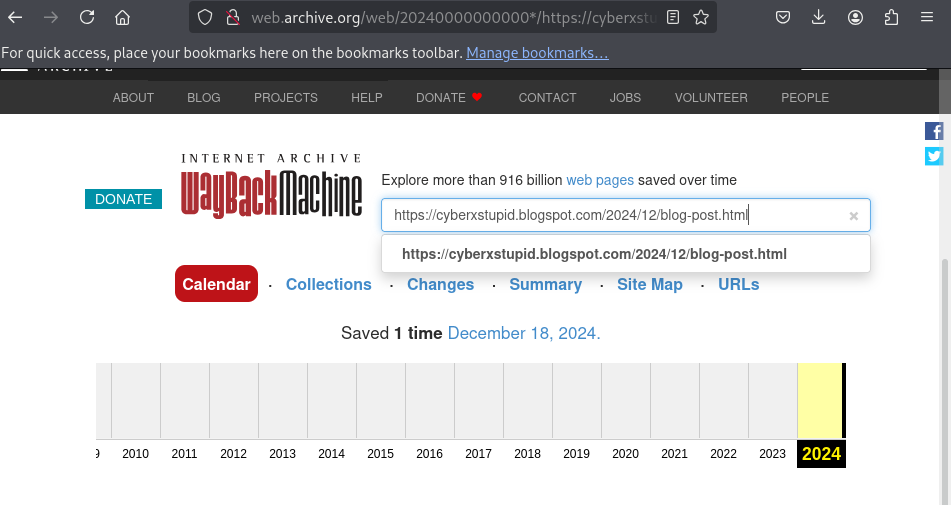 web.archive.org/web/20240000000000*/https://cyberxstu
For quick access, place your bookmarks here on the bookmarks toolbar. Manage bookmarks...
ABOUT BLOG PROJECTS HELP DONATE CONTACT JOBS VOLUNTEER PEOPLE
INTERNET ARCHIVE
WayBackMachine
DONATE
Explore more than 916 billion web pages saved over time
https://cyberxstupid.blogspot.com/2024/12/blog-post.html
https://cyberxstupid.blogspot.com/2024/12/blog-post.html
Calendar · Collections · Changes · Summary · Site Map · URLs
Saved 1 time December 18, 2024.
9 2010 2011 2012 2013 2014 2015 2016 2017 2018 2019 2020 2021 2022 2023 2024